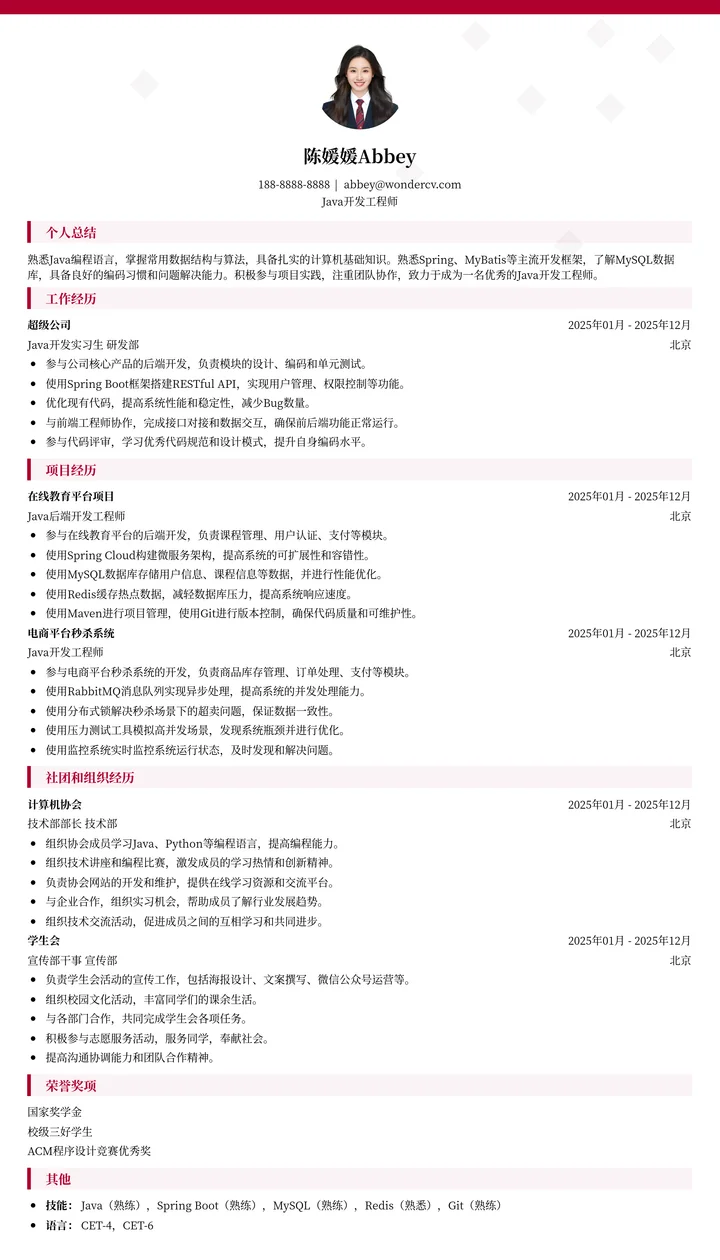 陈媛媛Abbey
188-8888-8888 | abbey@wondercv.com
Java开发工程师
个人总结
熟悉Java编程语言，掌握常用数据结构与算法，具备扎实的计算机基础知识。熟悉Spring、MyBatis等主流开发框架，了解MySQL数据
库，具备良好的编码习惯和问题解决能力。积极参与项目实践，注重团队协作，致力于成为一名优秀的Java开发工程师。
工作经历
超级公司 2025年01月 - 2025年12月
Java开发实习生 研发部 北京
• 参与公司核心产品的后端开发，负责模块的设计、编码和单元测试。
• 使用Spring Boot框架搭建RESTful API，实现用户管理、权限控制等功能。
• 优化现有代码，提高系统性能和稳定性，减少Bug数量。
• 与前端工程师协作，完成接口对接和数据交互，确保前后端功能正常运行。
• 参与代码评审，学习优秀代码规范和设计模式，提升自身编码水平。
项目经历
在线教育平台项目 2025年01月 - 2025年12月
Java后端开发工程师 北京
• 参与在线教育平台的后端开发，负责课程管理、用户认证、支付等模块。
• 使用Spring Cloud构建微服务架构，提高系统的可扩展性和容错性。
• 使用MySQL数据库存储用户信息、课程信息等数据，并进行性能优化。
• 使用Redis缓存热点数据，减轻数据库压力，提高系统响应速度。
• 使用Maven进行项目管理，使用Git进行版本控制，确保代码质量和可维护性。
电商平台秒杀系统 2025年01月 - 2025年12月
Java开发工程师 北京
• 参与电商平台秒杀系统的开发，负责商品库存管理、订单处理、支付等模块。
• 使用RabbitMQ消息队列实现异步处理，提高系统的并发处理能力。
• 使用分布式锁解决秒杀场景下的超卖问题，保证数据一致性。
• 使用压力测试工具模拟高并发场景，发现系统瓶颈并进行优化。
• 使用监控系统实时监控系统运行状态，及时发现和解决问题。
社团和组织经历
计算机协会 2025年01月 - 2025年12月
技术部部长 技术部 北京
• 组织协会成员学习Java、Python等编程语言，提高编程能力。
• 组织技术讲座和编程比赛，激发成员的学习热情和创新精神。
• 负责协会网站的开发和维护，提供在线学习资源和交流平台。
• 与企业合作，组织实习机会，帮助成员了解行业发展趋势。
• 组织技术交流活动，促进成员之间的互相学习和共同进步。
学生会 2025年01月 - 2025年12月
宣传部干事 宣传部 北京
• 负责学生会活动的宣传工作，包括海报设计、文案撰写、微信公众号运营等。
• 组织校园文化活动，丰富同学们的课余生活。
• 与各部门合作，共同完成学生会各项任务。
• 积极参与志愿服务活动，服务同学，奉献社会。
• 提高沟通协调能力和团队合作精神。
荣誉奖项
国家奖学金
校级三好学生
ACM程序设计竞赛优秀奖
其他
• 技能： Java（熟练）, Spring Boot（熟练）, MySQL（熟练）, Redis（熟悉）, Git（熟练）
• 语言： CET-4，CET-6